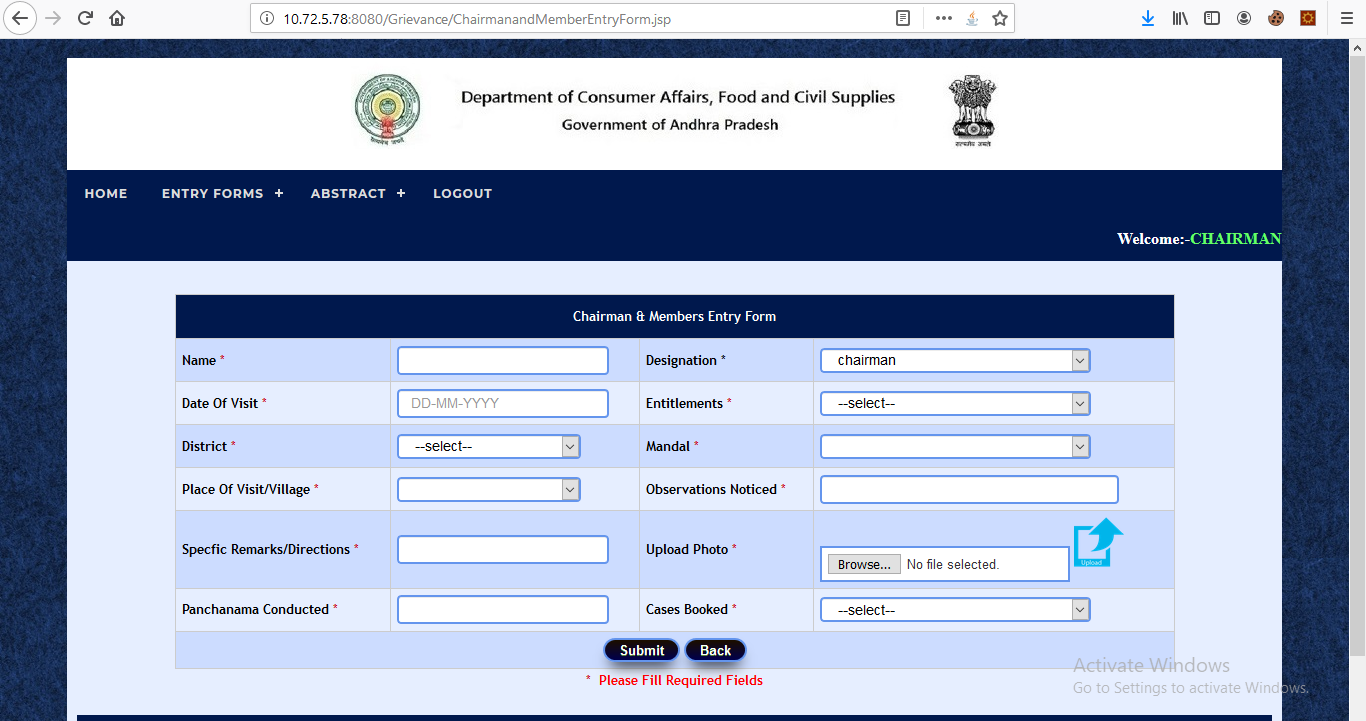 10.72.5.78:8080/Grievance/ChairmanandMemberEntryForm.jsp
Department of Consumer Affairs, Food and Civil Supplies
Government of Andhra Pradesh
सत्यमेव जयते
HOME ENTRY FORMS + ABSTRACT + LOGOUT
Welcome:-CHAIRMAN
Chairman & Members Entry Form
Name * Designation * chairman
Date Of Visit * DD-MM-YYYY Entitlements * --select--
District * --select-- Mandal *
Place Of Visit/Village * Observations Noticed *
Specfic Remarks/Directions * Upload Photo * Browse... No file selected. Upload
Panchanama Conducted * Cases Booked * --select--
Submit Back
* Please Fill Required Fields
Activate Windows
Go to Settings to activate Windows.